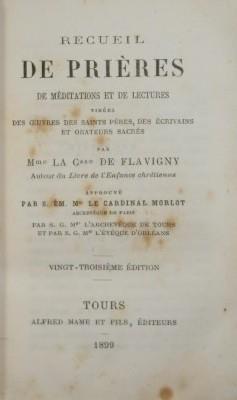 RECUEIL
DE PRIÈRES
DE MÉDITATIONS ET DE LECTURES
TIRÉES
DES ŒUVRES DES SAINTS PÈRES, DES ÉCRIVAINS
ET ORATEURS SACRÉS
PAR
Mme LA Csse DE FLAVIGNY
Auteur du Livre de l'Enfance chrétienne
APPROUVÉ
PAR S. ÉM. Mgr LE CARDINAL MORLOT
ARCHEVÊQUE DE PARIS
PAR S. G. Mgr L'ARCHEVÊQUE DE TOURS
ET PAR S. G. Mgr L'ÉVÊQUE D'ORLÉANS
VINGT-TROISIÈME ÉDITION
TOURS
ALFRED MAME ET FILS, ÉDITEURS
1899